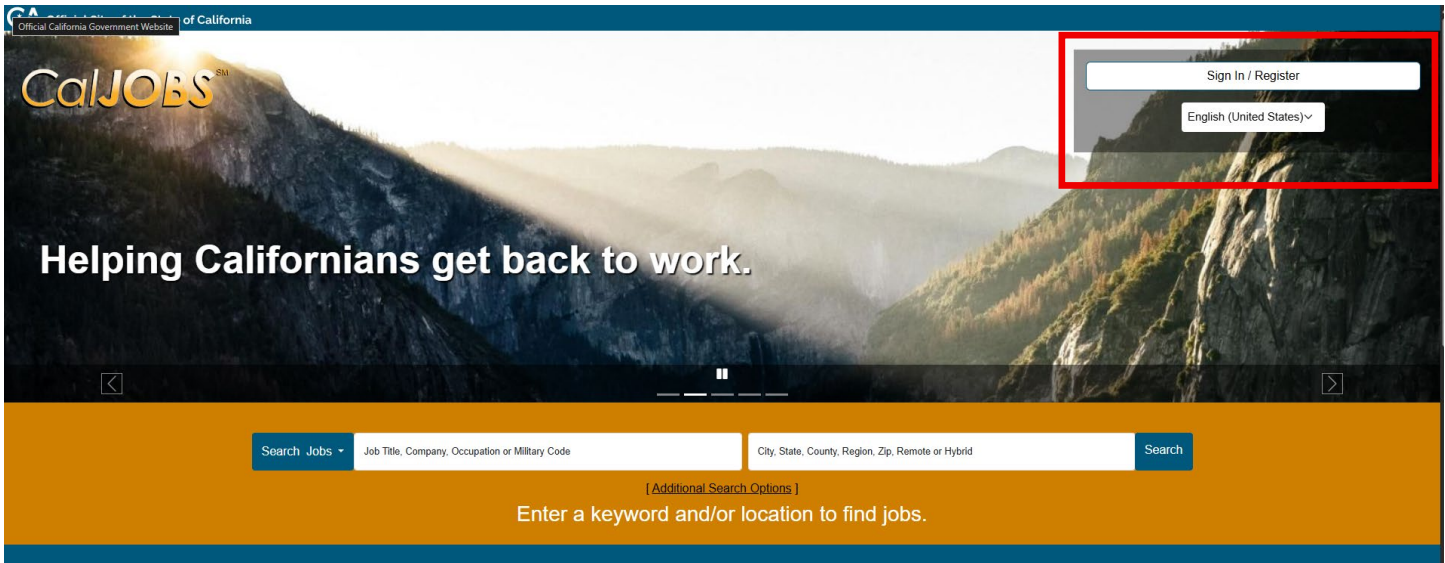 Official California Government Website
of California
CalJOBS SM
Sign In / Register
English (United States)
Helping Californians get back to work.
Search Jobs
Job Title, Company, Occupation or Military Code
City, State, County, Region, Zip, Remote or Hybrid
Search
[ Additional Search Options ]
Enter a keyword and/or location to find jobs.